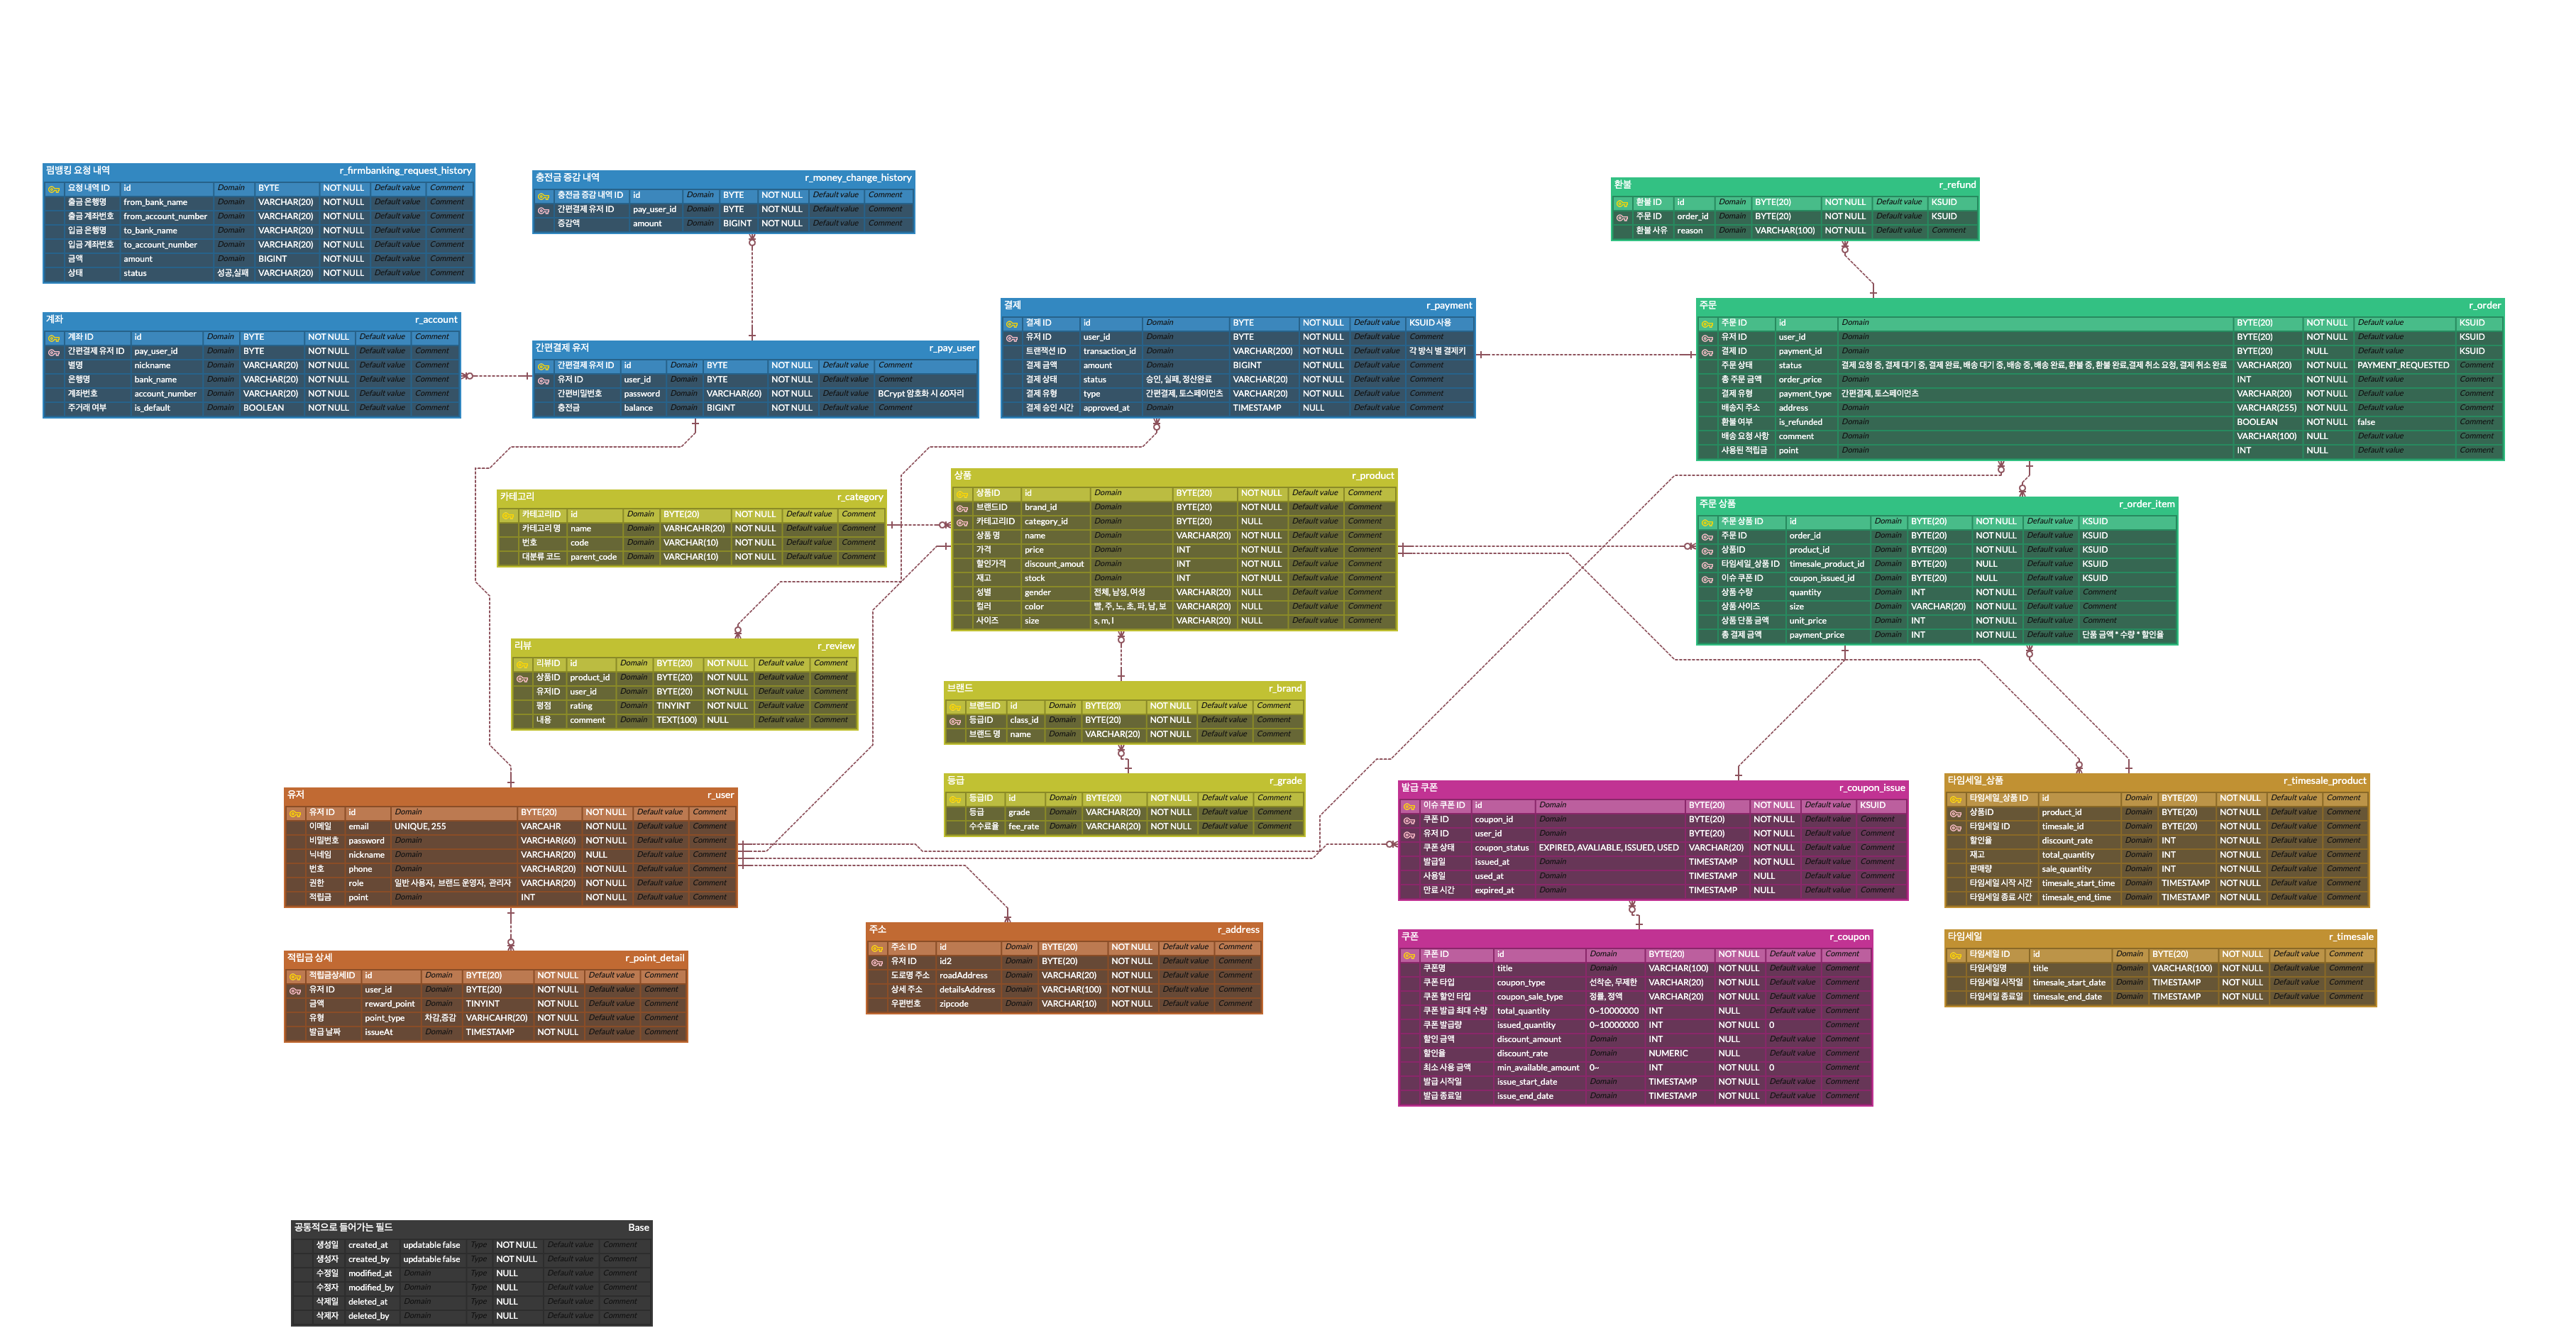 펌뱅킹 요청 내역 r_firmbanking_request_history
요청 내역 ID id Domain BYTE NOT NULL Default value Comment
출금 은행명 from_bank_name Domain VARCHAR(20) NOT NULL Default value Comment
출금 계좌번호 from_account_number Domain VARCHAR(20) NOT NULL Default value Comment
입금 은행명 to_bank_name Domain VARCHAR(20) NOT NULL Default value Comment
입금 계좌번호 to_account_number Domain VARCHAR(20) NOT NULL Default value Comment
금액 amount Domain BIGINT NOT NULL Default value Comment
상태 status 성공,실패 VARCHAR(20) NOT NULL Default value Comment
충전금 증감 내역 r_money_change_history
충전금 증감 내역 ID id Domain BYTE NOT NULL Default value Comment
간편결제 유저 ID pay_user_id Domain BYTE NOT NULL Default value Comment
증감액 amount Domain BIGINT NOT NULL Default value Comment
환불 r_refund
환불 ID id Domain BYTE(20) NOT NULL Default value KSUID
주문 ID order_id Domain BYTE(20) NOT NULL Default value KSUID
환불 사유 reason Domain VARCHAR(100) NOT NULL Default value Comment
계좌 r_account
계좌 ID id Domain BYTE NOT NULL Default value Comment
간편결제 유저 ID pay_user_id Domain BYTE NOT NULL Default value Comment
별명 nickname Domain VARCHAR(20) NOT NULL Default value Comment
은행명 bank_name Domain VARCHAR(20) NOT NULL Default value Comment
계좌번호 account_number Domain VARCHAR(20) NOT NULL Default value Comment
주거래 여부 is_default Domain BOOLEAN NOT NULL Default value Comment
간편결제 유저 r_pay_user
간편결제 유저 ID id Domain BYTE NOT NULL Default value Comment
유저 ID user_id Domain BYTE NOT NULL Default value Comment
간편비밀번호 password Domain VARCHAR(60) NOT NULL Default value BCrypt 암호화 시 60자리
충전금 balance Domain BIGINT NOT NULL Default value Comment
결제 r_payment
결제 ID id Domain BYTE NOT NULL Default value KSUID 사용
유저 ID user_id Domain BYTE NOT NULL Default value Comment
트랜잭션 ID transaction_id Domain VARCHAR(200) NOT NULL Default value 각 방식 별 결제키
결제 금액 amount Domain BIGINT NOT NULL Default value Comment
결제 상태 status 승인, 실패, 정산완료 VARCHAR(20) NOT NULL Default value Comment
결제 유형 type 간편결제, 토스페이먼츠 VARCHAR(20) NOT NULL Default value Comment
결제 승인 시간 approved_at Domain TIMESTAMP NULL Default value Comment
주문 r_order
주문 ID id Domain BYTE(20) NOT NULL Default value KSUID
유저 ID user_id Domain BYTE(20) NOT NULL Default value KSUID
결제 ID payment_id Domain BYTE(20) NULL Default value KSUID
주문 상태 status 결제 요청 중, 결제 대기 중, 결제 완료, 배송 대기 중, 배송 중, 배송 완료, 환불 중, 환불 완료,결제 취소 요청, 결제 취소 완료 VARCHAR(20) NOT NULL PAYMENT_REQUESTED Comment
총 주문 금액 order_price Domain INT NOT NULL Default value Comment
결제 유형 payment_type 간편결제, 토스페이먼츠 VARCHAR(20) NOT NULL Default value Comment
배송지 주소 address Domain VARCHAR(255) NOT NULL Default value Comment
환불 여부 is_refunded Domain BOOLEAN NOT NULL false Comment
배송 요청 사항 comment Domain VARCHAR(100) NULL Default value Comment
사용된 적립금 point Domain INT NULL Default value Comment
카테고리 r_category
카테고리ID id Domain BYTE(20) NOT NULL Default value Comment
카테고리 명 name Domain VARHCAHR(20) NOT NULL Default value Comment
번호 code Domain VARCHAR(10) NOT NULL Default value Comment
대분류 코드 parent_code Domain VARCHAR(10) NOT NULL Default value Comment
상품 r_product
상품ID id Domain BYTE(20) NOT NULL Default value Comment
브랜드ID brand_id Domain BYTE(20) NOT NULL Default value Comment
카테고리ID category_id Domain BYTE(20) NULL Default value Comment
상품 명 name Domain VARCHAR(20) NOT NULL Default value Comment
가격 price Domain INT NOT NULL Default value Comment
할인가격 discount_amout Domain INT NOT NULL Default value Comment
재고 stock Domain INT NOT NULL Default value Comment
성별 gender 전체, 남성, 여성 VARCHAR(20) NULL Default value Comment
컬러 color 빨, 주, 노, 초, 파, 남, 보 VARCHAR(20) NULL Default value Comment
사이즈 size s, m, l VARCHAR(20) NULL Default value Comment
주문 상품 r_order_item
주문 상품 ID id Domain BYTE(20) NOT NULL Default value KSUID
주문 ID order_id Domain BYTE(20) NOT NULL Default value KSUID
상품ID product_id Domain BYTE(20) NOT NULL Default value KSUID
타임세일_상품 ID timesale_product_id Domain BYTE(20) NULL Default value KSUID
이슈 쿠폰 ID coupon_issued_id Domain BYTE(20) NULL Default value KSUID
상품 수량 quantity Domain INT NOT NULL Default value Comment
상품 사이즈 size Domain VARCHAR(20) NOT NULL Default value Comment
상품 단품 금액 unit_price Domain INT NOT NULL Default value Comment
총 결제 금액 payment_price Domain INT NOT NULL Default value 단품 금액 * 수량 * 할인율
리뷰 r_review
리뷰ID id Domain BYTE(20) NOT NULL Default value Comment
상품ID product_id Domain BYTE(20) NOT NULL Default value Comment
유저ID user_id Domain BYTE(20) NOT NULL Default value Comment
평점 rating Domain TINYINT NOT NULL Default value Comment
내용 comment Domain TEXT(100) NULL Default value Comment
브랜드 r_brand
브랜드ID id Domain BYTE(20) NOT NULL Default value Comment
등급ID class_id Domain BYTE(20) NOT NULL Default value Comment
브랜드 명 name Domain VARCHAR(20) NOT NULL Default value Comment
등급 r_grade
등급ID id Domain BYTE(20) NOT NULL Default value Comment
등급 grade Domain VARCHAR(20) NOT NULL Default value Comment
수수료율 fee_rate Domain VARCHAR(20) NOT NULL Default value Comment
유저 r_user
유저 ID id Domain BYTE(20) NOT NULL Default value Comment
이메일 email UNIQUE, 255 VARCAHR NOT NULL Default value Comment
비밀번호 password Domain VARCHAR(60) NOT NULL Default value Comment
닉네임 nickname Domain VARCHAR(20) NULL Default value Comment
번호 phone Domain VARCHAR(20) NOT NULL Default value Comment
권한 role 일반 사용자, 브랜드 운영자, 관리자 VARCHAR(20) NOT NULL Default value Comment
적립금 point Domain INT NOT NULL Default value Comment
발급 쿠폰 r_coupon_issue
이슈 쿠폰 ID id Domain BYTE(20) NOT NULL Default value KSUID
쿠폰 ID coupon_id Domain BYTE(20) NOT NULL Default value Comment
유저 ID user_id Domain BYTE(20) NOT NULL Default value Comment
쿠폰 상태 coupon_status EXPIRED, AVALIABLE, ISSUED, USED VARCHAR(20) NOT NULL Default value Comment
발급일 issued_at Domain TIMESTAMP NOT NULL Default value Comment
사용일 used_at Domain TIMESTAMP NULL Default value Comment
만료 시간 expired_at Domain TIMESTAMP NULL Default value Comment
타임세일_상품 r_timesale_product
타임세일_상품 ID id Domain BYTE(20) NOT NULL Default value Comment
상품ID product_id Domain BYTE(20) NOT NULL Default value Comment
타임세일 ID timesale_id Domain BYTE(20) NOT NULL Default value Comment
할인율 discount_rate Domain INT NOT NULL Default value Comment
재고 total_quantity Domain INT NOT NULL Default value Comment
판매량 sale_quantity Domain INT NOT NULL Default value Comment
타임세일 시작 시간 timesale_start_time Domain TIMESTAMP NOT NULL Default value Comment
타임세일 종료 시간 timesale_end_time Domain TIMESTAMP NOT NULL Default value Comment
적립금 상세 r_point_detail
적립금상세ID id Domain BYTE(20) NOT NULL Default value Comment
유저 ID user_id Domain BYTE(20) NOT NULL Default value Comment
금액 reward_point Domain TINYINT NOT NULL Default value Comment
유형 point_type 차감,증감 VARHCAHR(20) NOT NULL Default value Comment
발급 날짜 issueAt Domain TIMESTAMP NOT NULL Default value Comment
주소 r_address
주소 ID id Domain BYTE(20) NOT NULL Default value Comment
유저 ID id2 Domain BYTE(20) NOT NULL Default value Comment
도로명 주소 roadAddress Domain VARCHAR(20) NOT NULL Default value Comment
상세 주소 detailsAddress Domain VARCHAR(100) NOT NULL Default value Comment
우편번호 zipcode Domain VARCHAR(10) NOT NULL Default value Comment
쿠폰 r_coupon
쿠폰 ID id Domain BYTE(20) NOT NULL Default value Comment
쿠폰명 title Domain VARCHAR(100) NOT NULL Default value Comment
쿠폰 타입 coupon_type 선착순, 무제한 VARCHAR(20) NOT NULL Default value Comment
쿠폰 할인 타입 coupon_sale_type 정률, 정액 VARCHAR(20) NOT NULL Default value Comment
쿠폰 발급 최대 수량 total_quantity 0~10000000 INT NULL Default value Comment
쿠폰 발급량 issued_quantity 0~10000000 INT NOT NULL 0 Comment
할인 금액 discount_amount Domain INT NULL Default value Comment
할인율 discount_rate Domain NUMERIC NULL Default value Comment
최소 사용 금액 min_available_amount 0~ INT NOT NULL 0 Comment
발급 시작일 issue_start_date Domain TIMESTAMP NOT NULL Default value Comment
발급 종료일 issue_end_date Domain TIMESTAMP NOT NULL Default value Comment
타임세일 r_timesale
타임세일 ID id Domain BYTE(20) NOT NULL Default value Comment
타임세일명 title Domain VARCHAR(100) NOT NULL Default value Comment
타임세일 시작일 timesale_start_date Domain TIMESTAMP NOT NULL Default value Comment
타임세일 종료일 timesale_end_date Domain TIMESTAMP NOT NULL Default value Comment
공통적으로 들어가는 필드 Base
생성일 created_at updatable false Type NOT NULL Default value Comment
생성자 created_by updatable false Type NOT NULL Default value Comment
수정일 modified_at Domain Type NULL Default value Comment
수정자 modified_by Domain Type NULL Default value Comment
삭제일 deleted_at Domain Type NULL Default value Comment
삭제자 deleted_by Domain Type NULL Default value Comment